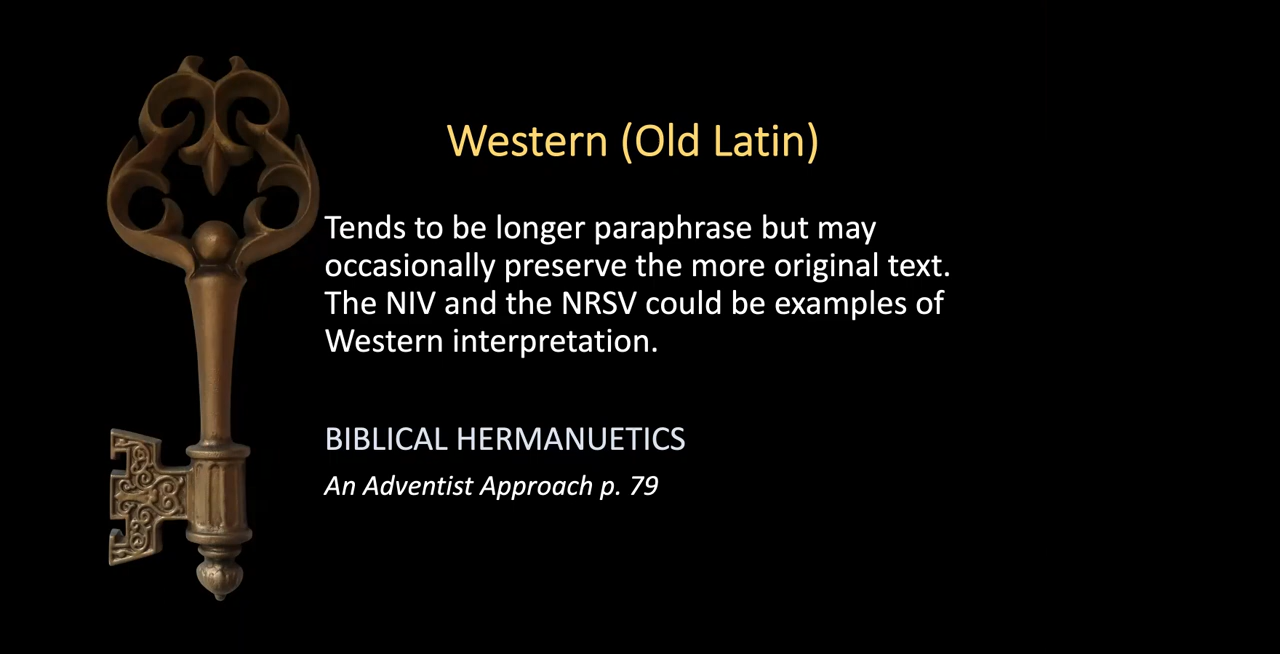 Western (Old Latin)
Tends to be longer paraphrase but may
occasionally preserve the more original text.
The NIV and the NRSV could be examples of
Western interpretation.
BIBLICAL HERMANUETICS
An Adventist Approach p. 79